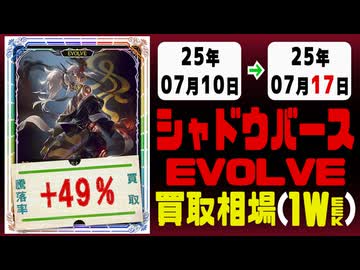 EVOLVE
買取
+49%
騰落率
25年
07月10日
25年
07月17日
シャドウバース
EVOLVE
買取相場(1WEEK)